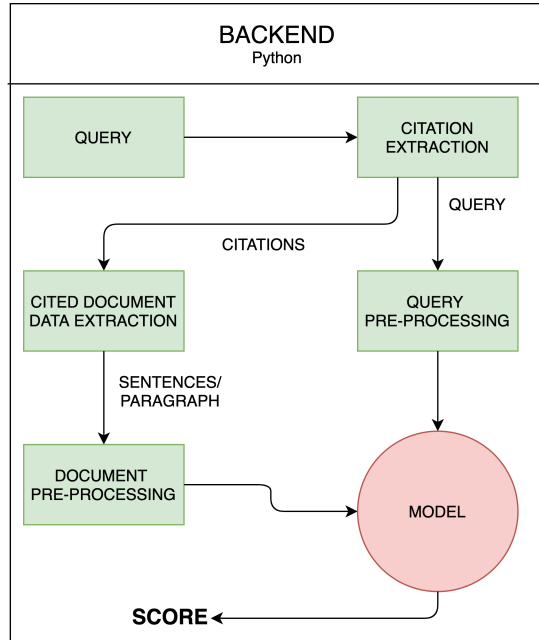 BACKEND
Python
QUERY
CITATION
EXTRACTION
QUERY
CITATIONS
CITED DOCUMENT
DATA EXTRACTION
QUERY
PRE-PROCESSING
SENTENCES/
PARAGRAPH
DOCUMENT
PRE-PROCESSING
MODEL
SCORE